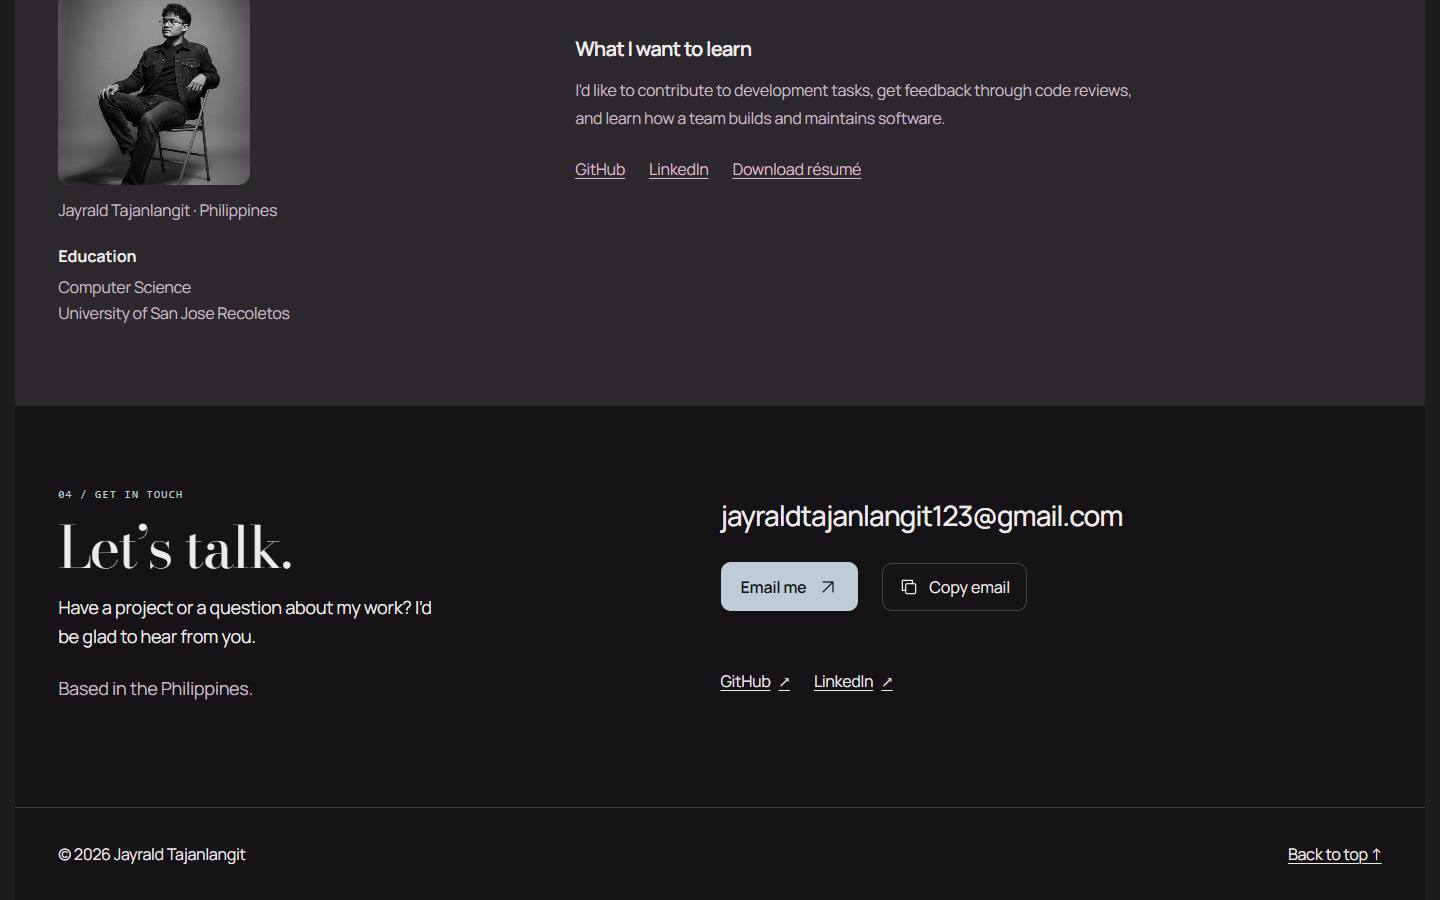 What I want to learn
I'd like to contribute to development tasks, get feedback through code reviews,
and learn how a team builds and maintains software.
GitHub LinkedIn Download résumé
Jayrald Tajanlangit · Philippines
Education
Computer Science
University of San Jose Recoletos
04 / GET IN TOUCH
Let’s talk.
Have a project or a question about my work? I'd
be glad to hear from you.
Based in the Philippines.
jayraldtajanlangit123@gmail.com
Email me
Copy email
GitHub ↗ LinkedIn ↗
© 2026 Jayrald Tajanlangit
Back to top ↑